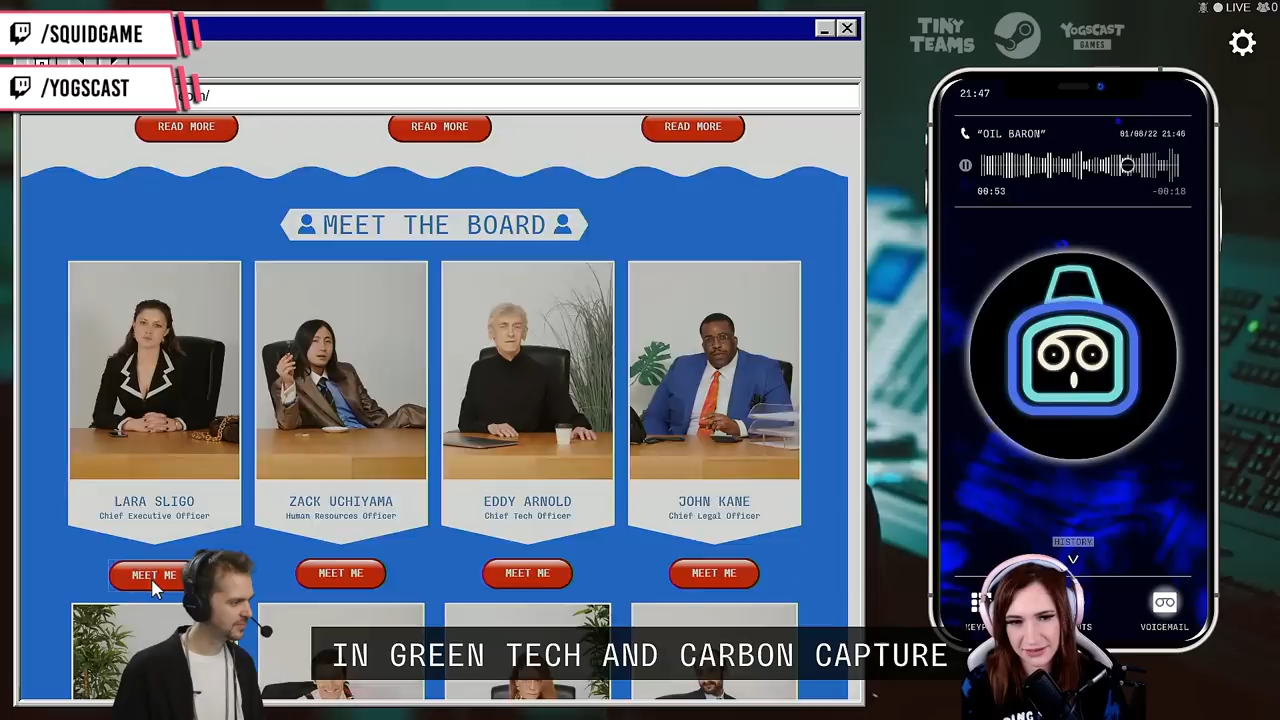 /SQUIDGAME
/YOGSCAST
TINY
TEAMS
YOGSCAST
GAMES
LIVE
0
READ MORE
READ MORE
READ MORE
MEET THE BOARD
LARA SLIGO
Chief Executive Officer
ZACK UCHIYAMA
Human Resources Officer
EDDY ARNOLD
Chief Tech Officer
JOHN KANE
Chief Legal Officer
MEET ME
MEET ME
MEET ME
MEET ME
21:47
"OIL BARON"
01/08/22 21:46
00:53
-00:18
HISTORY
VOICEMAIL
IN GREEN TECH AND CARBON CAPTURE